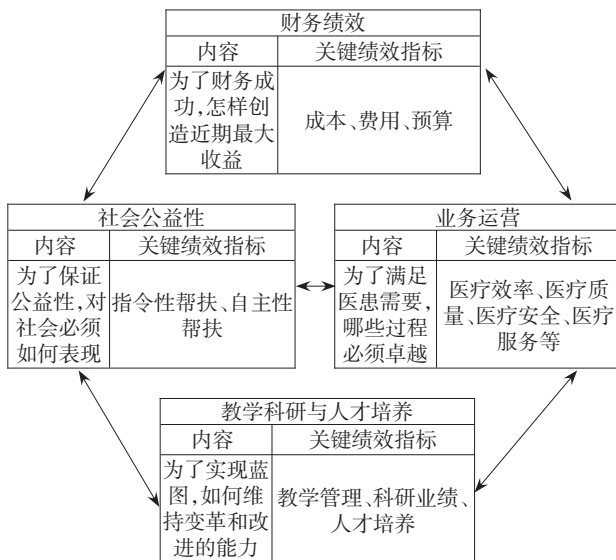 财务绩效
内容 关键绩效指标
为了财务成
功,怎样创
造近期最大
收益
成本、费用、预算
社会公益性
内容 关键绩效指标
为了保证
公益性,对
社会必须
如何表现
指令性帮扶、自主性
帮扶
业务运营
内容 关键绩效指标
为了满足
医患需要,
哪些过程
必须卓越
医疗效率、医疗质
量、医疗安全、医疗
服务等
教学科研与人才培养
内容 关键绩效指标
为了实现蓝
图,如何维
持变革和改
进的能力
教学管理、科研业绩、
人才培养